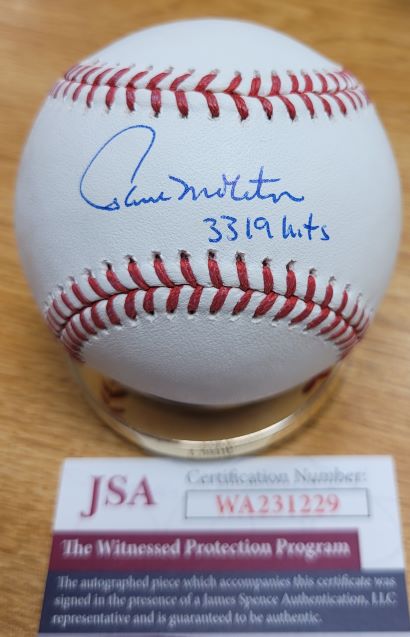 Paul Molitor
3319 hits
JSA
Certification Number:
WA231229
The Witnessed Protection Program
The autographed piece which accompanies this certificate was
signed in the presence of a James Spence Authentication, LLC
representative and is guaranteed to be authentic.